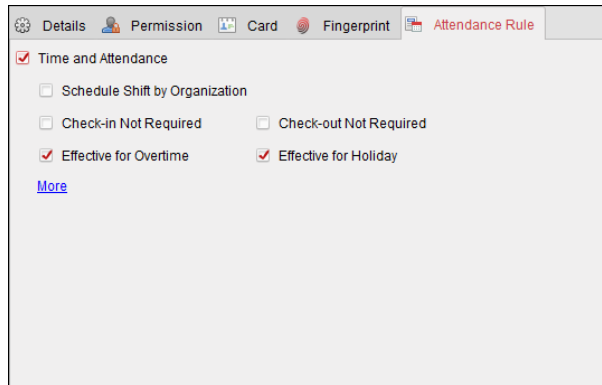 Details Permission Card Fingerprint Attendance Rule
Time and Attendance
Schedule Shift by Organization
Check-in Not Required Check-out Not Required
Effective for Overtime Effective for Holiday
More